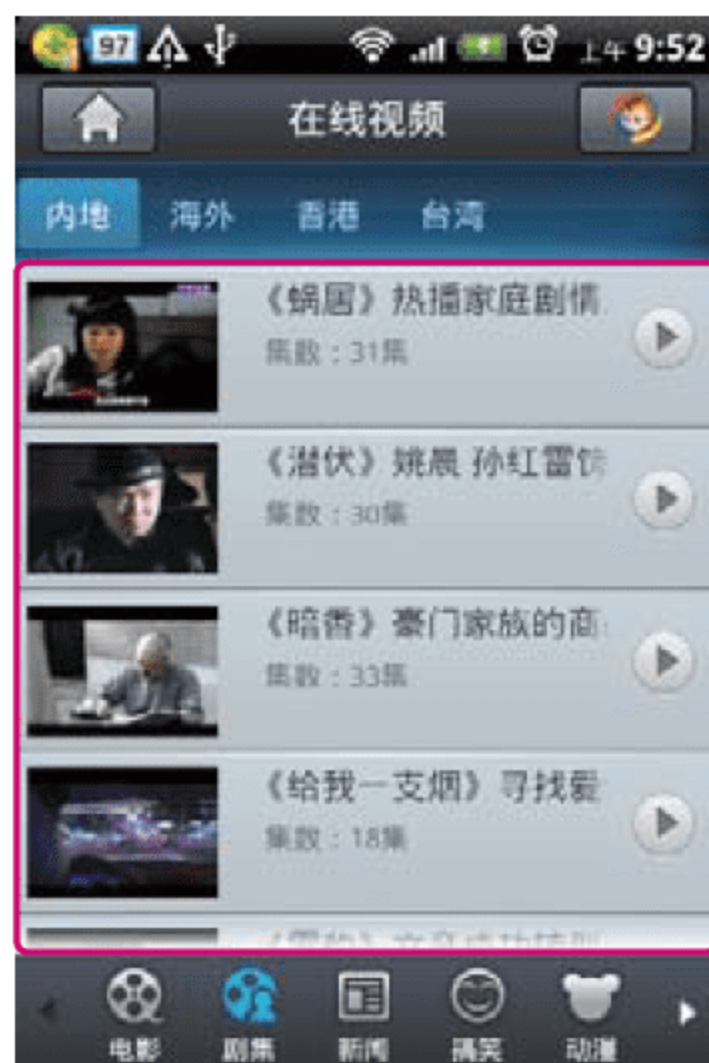 97 上午 9:52
在线视频
内地 海外 香港 台湾
《蜗居》热播家庭剧情
集数：31集
《潜伏》姚晨 孙红雷
集数：30集
《暗香》豪门家族的商
集数：33集
《给我一支烟》寻找爱
集数：18集
电影 剧集 新闻 搞笑 动漫